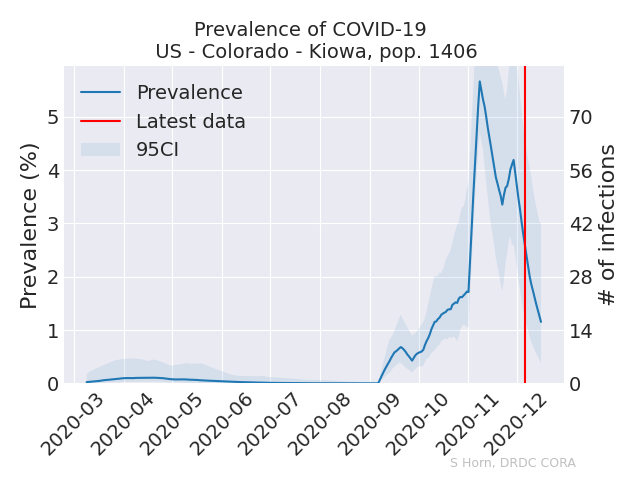 Prevalence of COVID-19
US - Colorado - Kiowa, pop. 1406
Prevalence
Latest data
95CI
Prevalence (%)
5
4
3
2
1
0
# of infections
70
56
42
28
14
0
2020-03
2020-04
2020-05
2020-06
2020-07
2020-08
2020-09
2020-10
2020-11
2020-12
S Horn, DRDC CORA